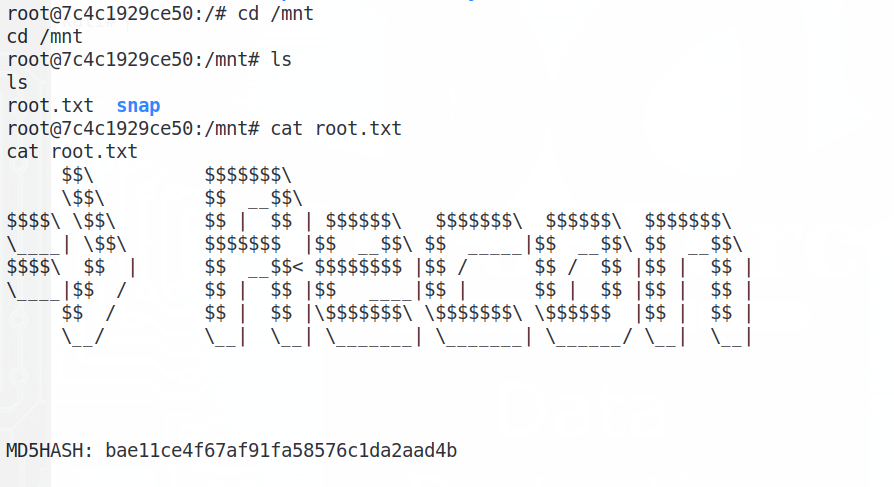 root@7c4c1929ce50:/# cd /mnt
cd /mnt
root@7c4c1929ce50:/mnt# ls
ls
root.txt  snap
root@7c4c1929ce50:/mnt# cat root.txt
cat root.txt
     $$\          $$$$$$$\
     \$$\         $$  __$$\
$$$$\ \$$\        $$ |  $$ | $$$$$$\   $$$$$$$\  $$$$$$\  $$$$$$$\
\____| \$$\       $$$$$$$  |$$  __$$\ $$  _____|$$  __$$\ $$  __$$\
$$$$\  $$  |      $$  __$$< $$$$$$$$ |$$ /      $$ /  $$ |$$ |  $$ |
\____|$$  /       $$ |  $$ |$$   ____|$$ |      $$ |  $$ |$$ |  $$ |
     $$  /        $$ |  $$ |\$$$$$$$\ \$$$$$$$\ \$$$$$$  |$$ |  $$ |
     \__/         \__|  \__| \_______| \_______| \______/ \__|  \__|
MD5HASH: bae11ce4f67af91fa58576c1da2aad4b